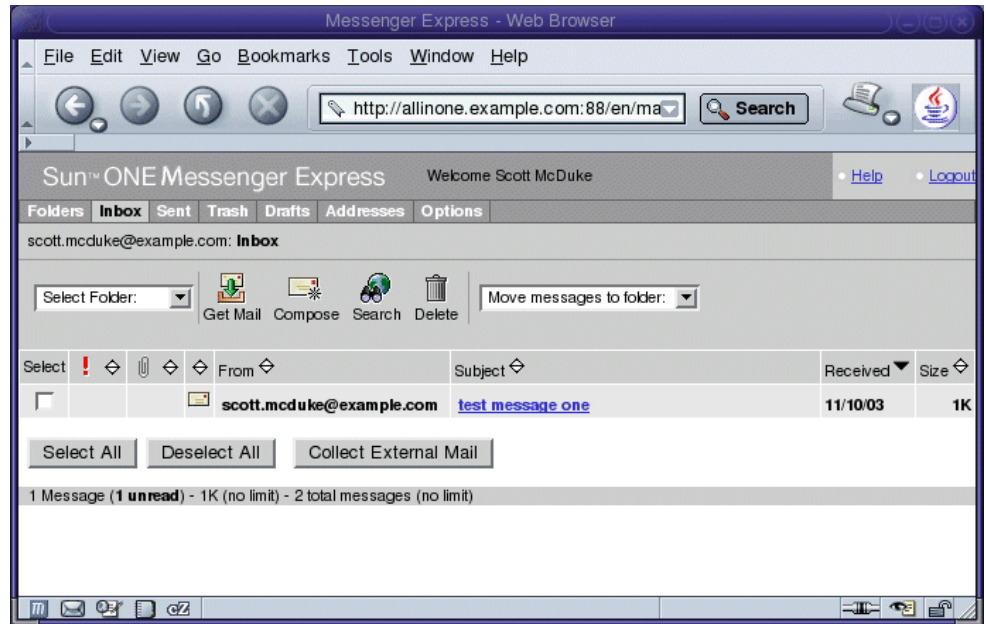 Messenger Express - Web Browser
File Edit View Go Bookmarks Tools Window Help
http://allinone.example.com:88/en/ma
Search
Sun™ ONE Messenger Express Welcome Scott McDuke Help Logout
Folders Inbox Sent Trash Drafts Addresses Options
scott.mcduke@example.com: Inbox
Select Folder: Get Mail Compose Search Delete Move messages to folder:
Select ! From Subject Received Size
scott.mcduke@example.com test message one 11/10/03 1K
Select All Deselect All Collect External Mail
1 Message (1 unread) - 1K (no limit) - 2 total messages (no limit)